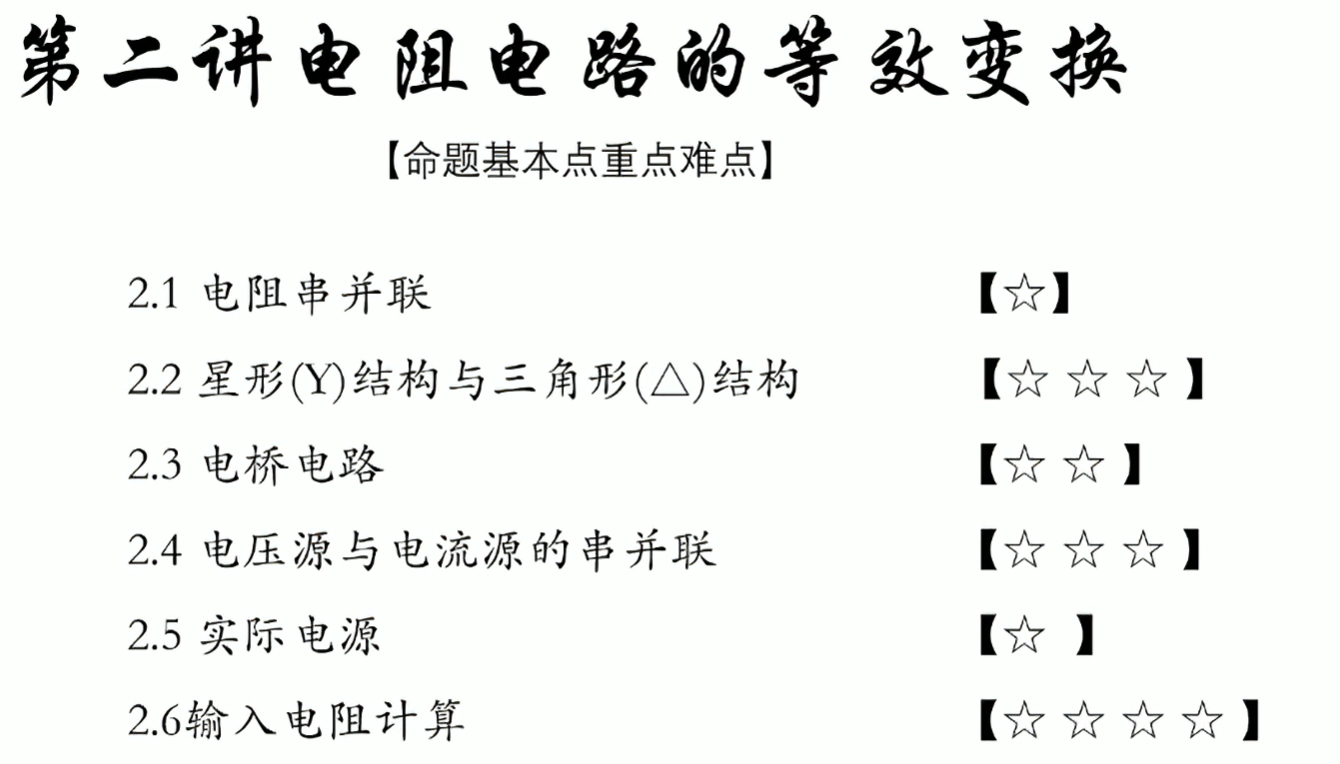 第二讲电阻电路的等效变换
【命题基本点重点难点】
2.1 电阻串并联 【☆】
2.2 星形(Y)结构与三角形(△)结构 【☆ ☆ ☆ 】
2.3 电桥电路 【☆ ☆ 】
2.4 电压源与电流源的串并联 【☆ ☆ ☆ 】
2.5 实际电源 【☆ 】
2.6输入电阻计算 【☆ ☆ ☆ ☆ 】